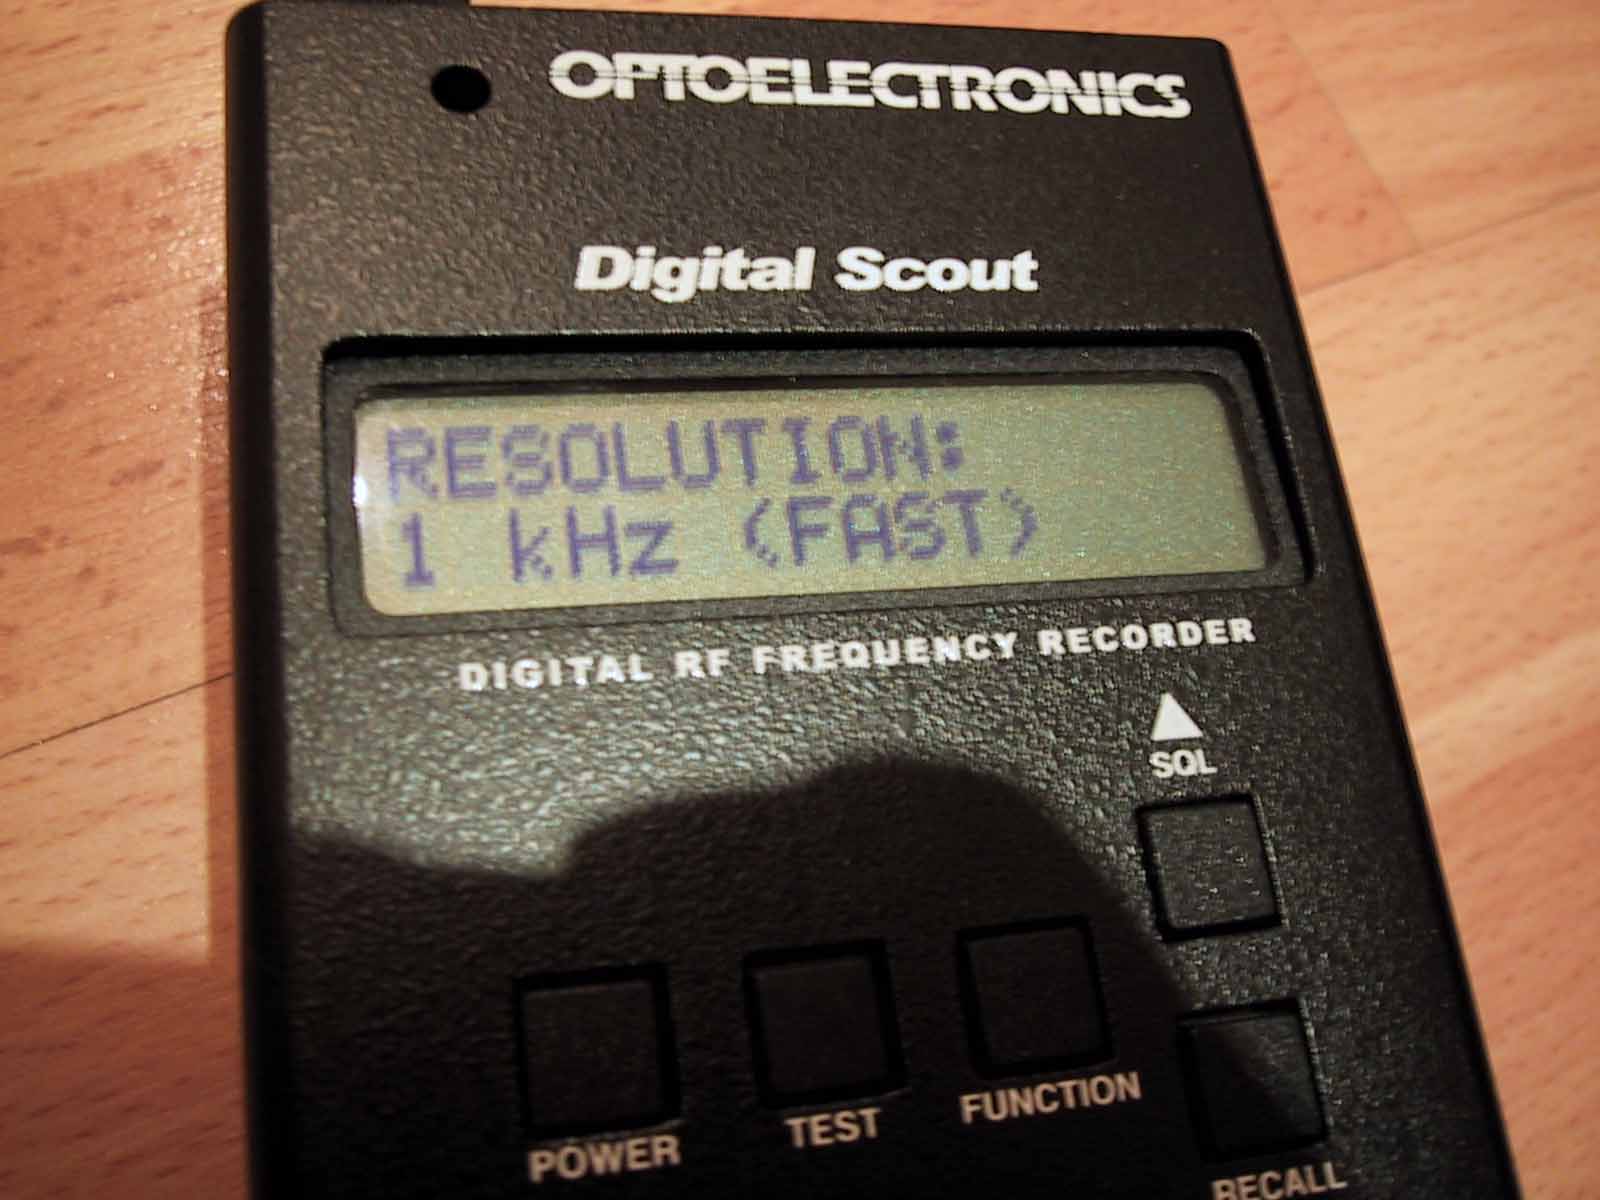 OPTOELECTRONICS
Digital Scout
RESOLUTION:
1 kHz (FAST)
DIGITAL RF FREQUENCY RECORDER
SQL
POWER
TEST
FUNCTION
RECALL